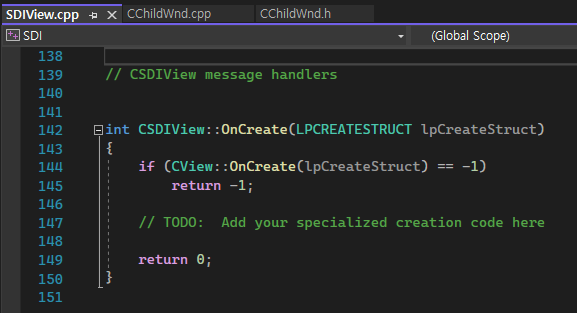 SDIView.cpp CChildWnd.cpp CChildWnd.h
SDI (Global Scope)
138
139 // CSDIView message handlers
140
141
142 int CSDIView::OnCreate(LPCREATESTRUCT lpCreateStruct)
143 {
144 if (CView::OnCreate(lpCreateStruct) == -1)
145 return -1;
146
147 // TODO:  Add your specialized creation code here
148
149 return 0;
150 }
151